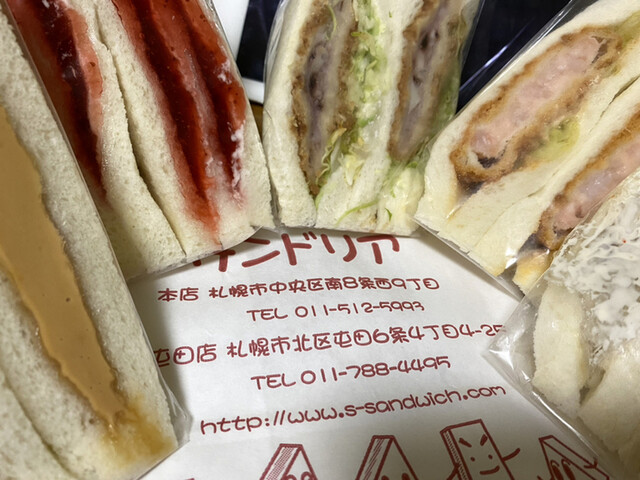 サンドリア
本店 札幌市中央区南8条西9丁目
TEL 011-512-5993
屯田店 札幌市北区屯田6条4丁目4-25
TEL 011-788-4495
http://www.s-sandwich.com